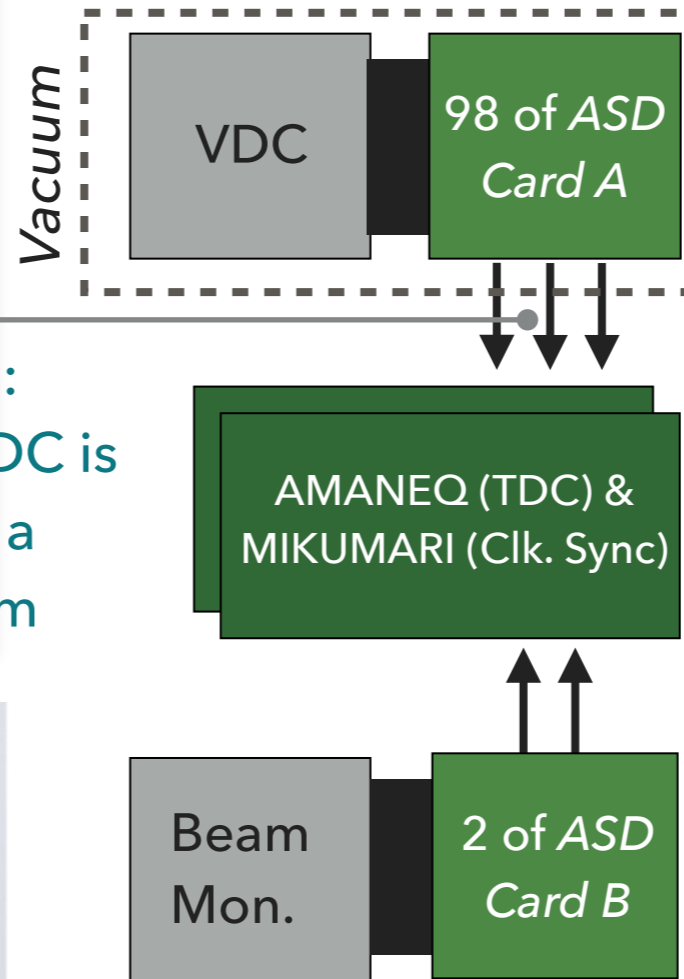 Vacuum
VDC
98 of ASD
Card A
:
DC is
a
m
AMANEQ (TDC) &
MIKUMARI (Clk. Sync)
Beam
Mon.
2 of ASD
Card B